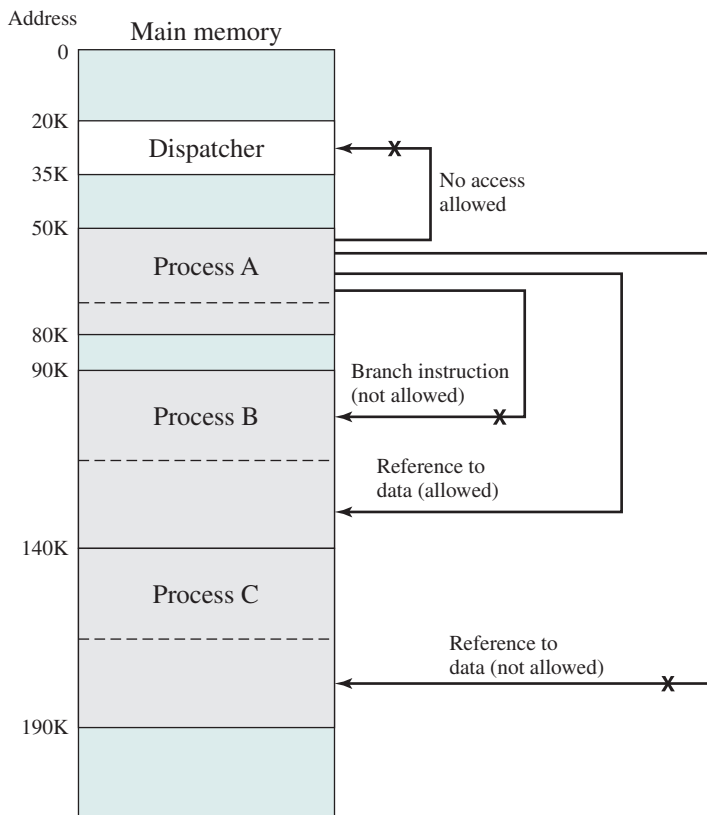 Address
Main memory
0
20K
Dispatcher
X
35K
No access
allowed
50K
Process A
80K
90K
Branch instruction
(not allowed)
Process B
X
Reference to
data (allowed)
140K
Process C
Reference to
data (not allowed)
X
190K